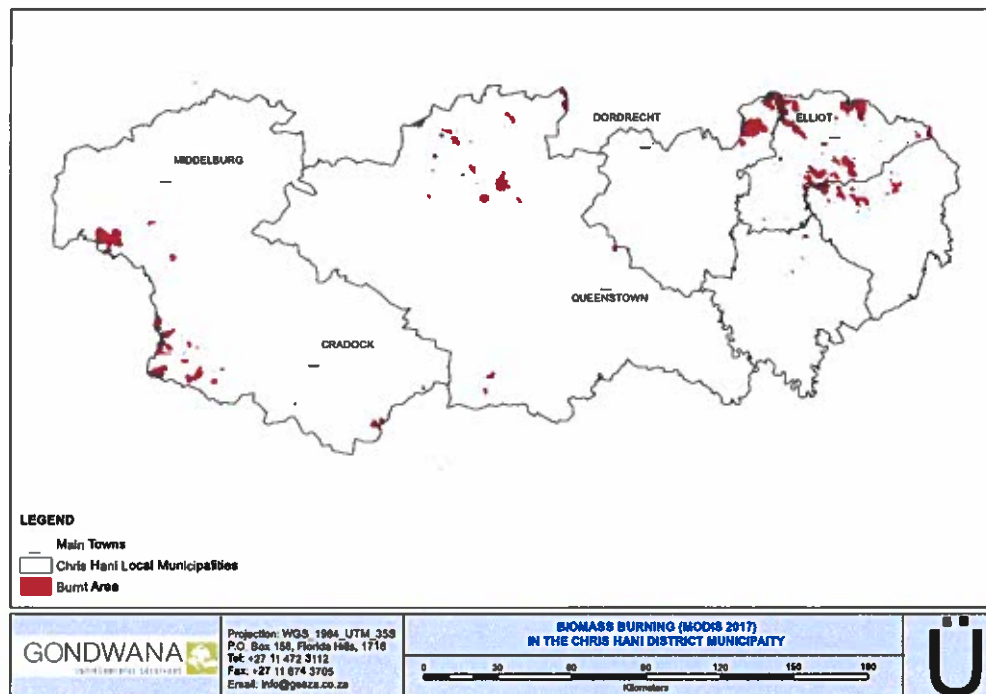 DORDRECHT
ELLIOT
MIDDELBURG
QUEENSTOWN
CRADOCK
LEGEND
Main Towns
Chris Hani Local Municipalities
Burnt Area
GONDWANA
Projection: WGS_1984_UTM_35S
P.O. Box 158, Florida Hills, 1716
Tel: +27 11 472 3112
Fax: +27 11 674 3705
Email: info@geaza.co.za
BIOMASS BURNING (MODIS 2017)
IN THE CHRIS HANI DISTRICT MUNICIPAITY
0 30 60 90 120 150 180
Kilometers
Ü